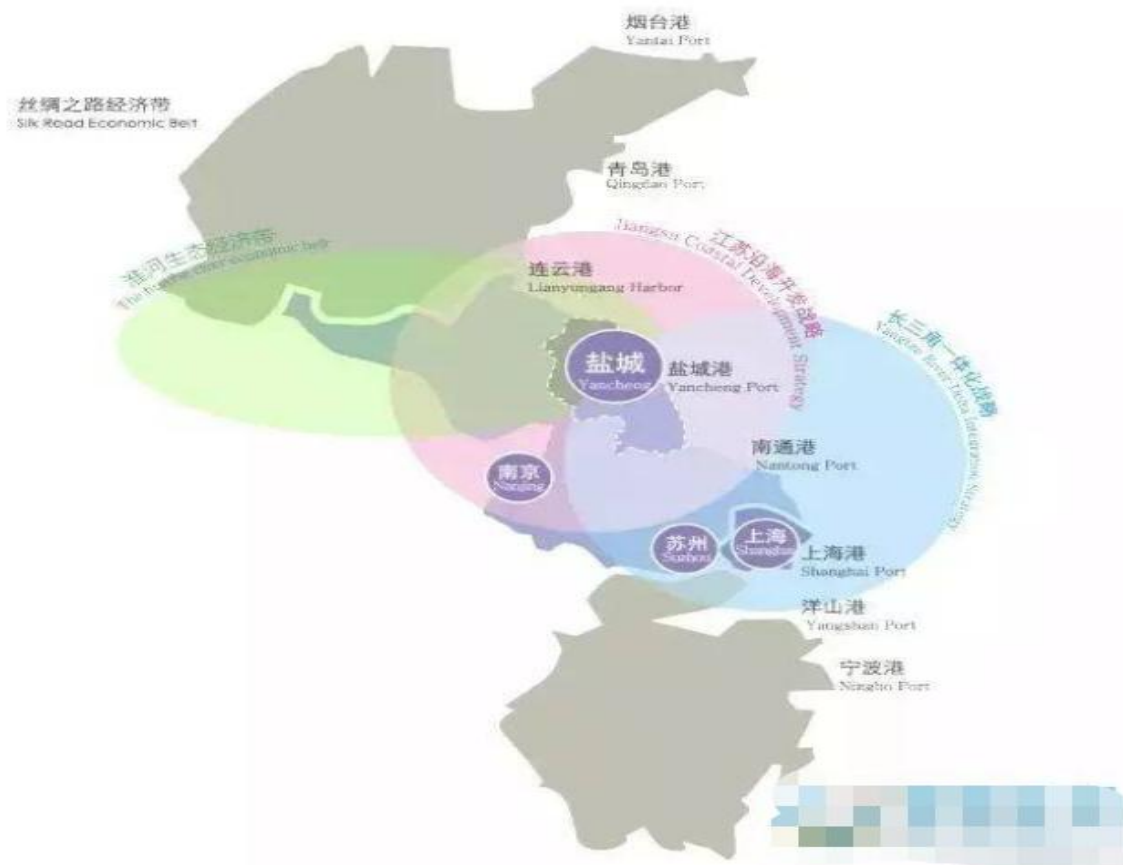 烟台港
Yantai Port
丝绸之路经济带
Silk Road Economic Belt
青岛港
Qingdao Port
淮河生态经济带
The huaihe river economic belt
江苏沿海开发战略
Jiangsu Coastal Development Strategy
连云港
Lianyungang Harbor
长三角一体化战略
Yangtze River Delta Integration Strategy
盐城
Yancheng
盐城港
Yancheng Port
南通港
Nantong Port
南京
Nanjing
苏州
Suzhou
上海
Shanghai
上海港
Shanghai Port
洋山港
Yangshan Port
宁波港
Ningbo Port